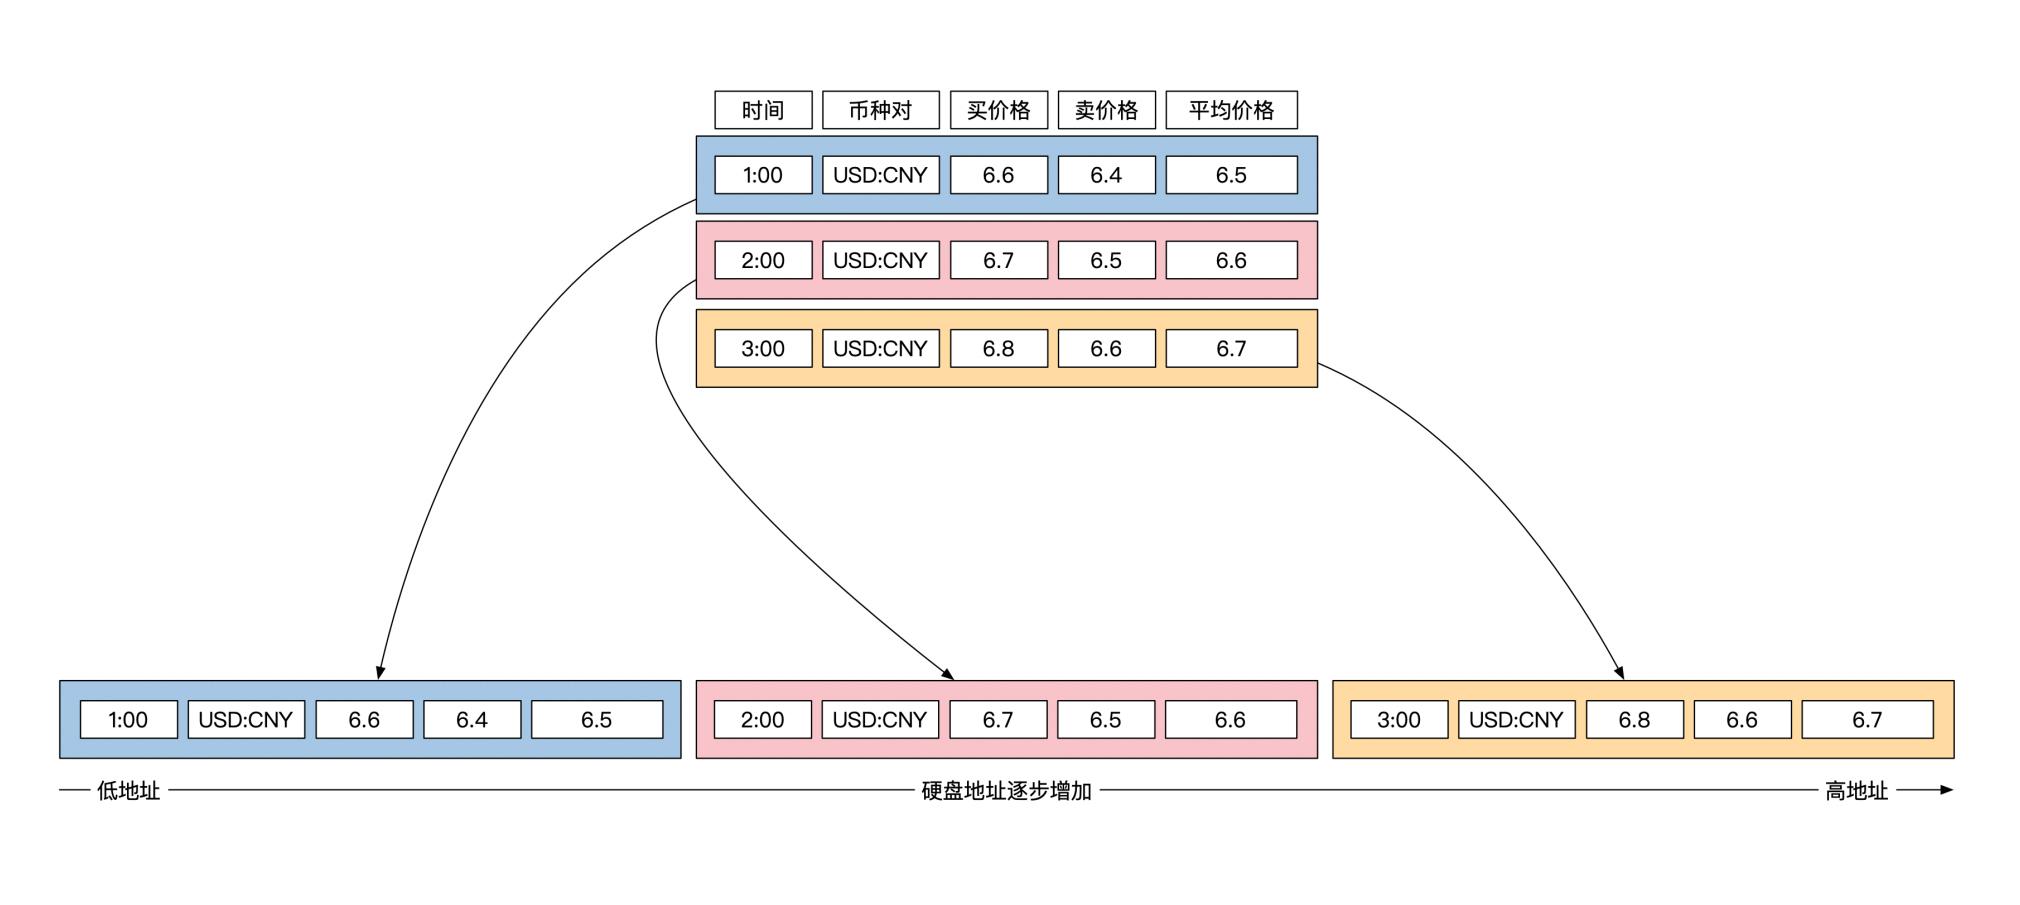 时间 币种对 买价格 卖价格 平均价格
1:00 USD:CNY 6.6 6.4 6.5
2:00 USD:CNY 6.7 6.5 6.6
3:00 USD:CNY 6.8 6.6 6.7
1:00 USD:CNY 6.6 6.4 6.5 2:00 USD:CNY 6.7 6.5 6.6 3:00 USD:CNY 6.8 6.6 6.7
低地址 硬盘地址逐步增加 高地址